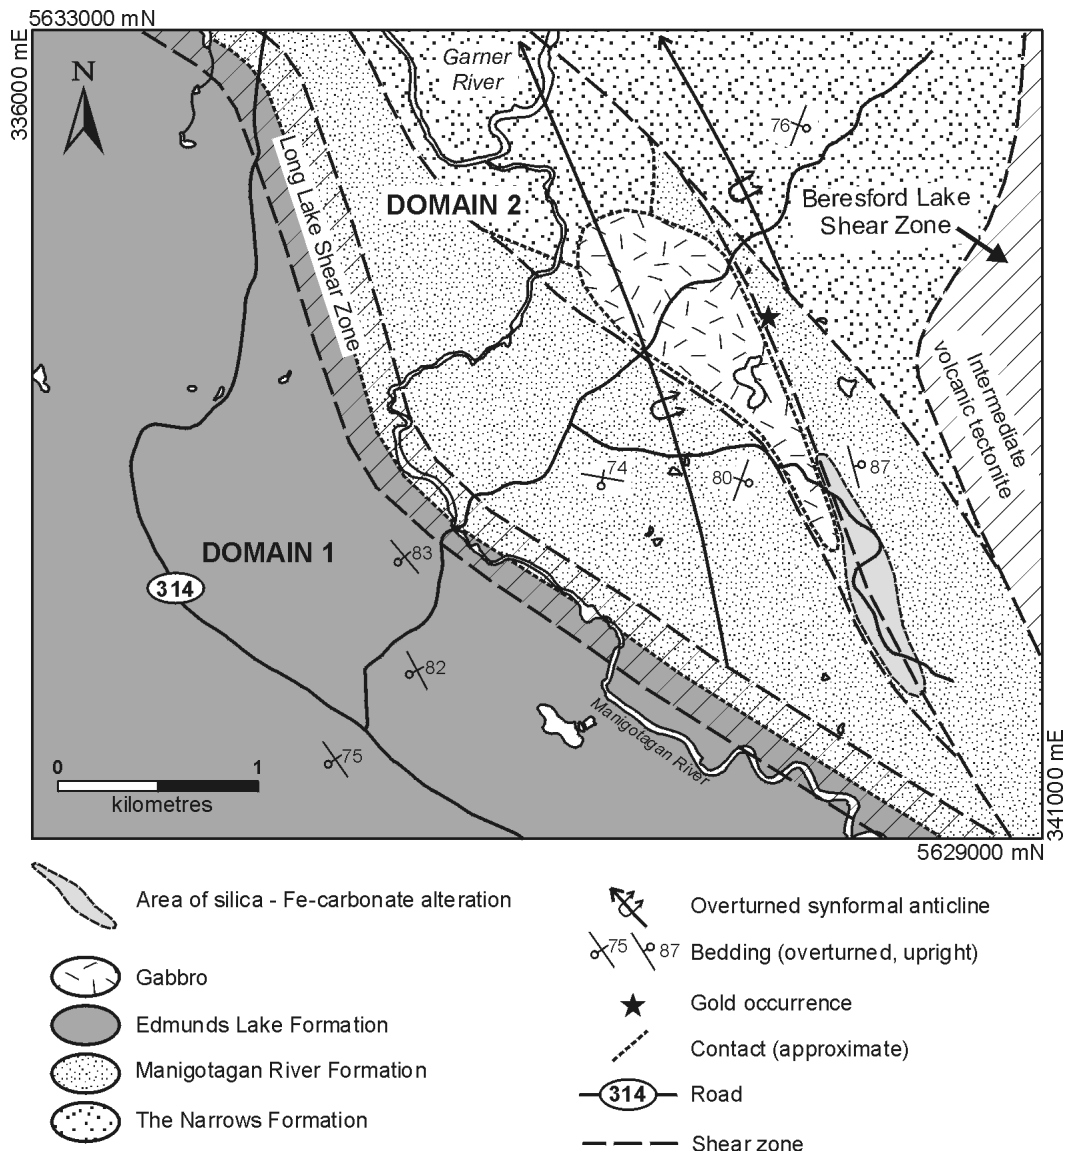 5633000 mN
336000 mE
N
Garner
River
76
DOMAIN 2
Beresford Lake
Shear Zone
Long Lake Shear Zone
Intermediate
volcanic tectonite
74
80
87
DOMAIN 1
83
314
82
Manigotagan River
75
0 1
kilometres
341000 mE
5629000 mN
Area of silica - Fe-carbonate alteration
Gabbro
Edmunds Lake Formation
Manigotagan River Formation
The Narrows Formation
Overturned synformal anticline
75 87 Bedding (overturned, upright)
Gold occurrence
Contact (approximate)
314 Road
Shear zone